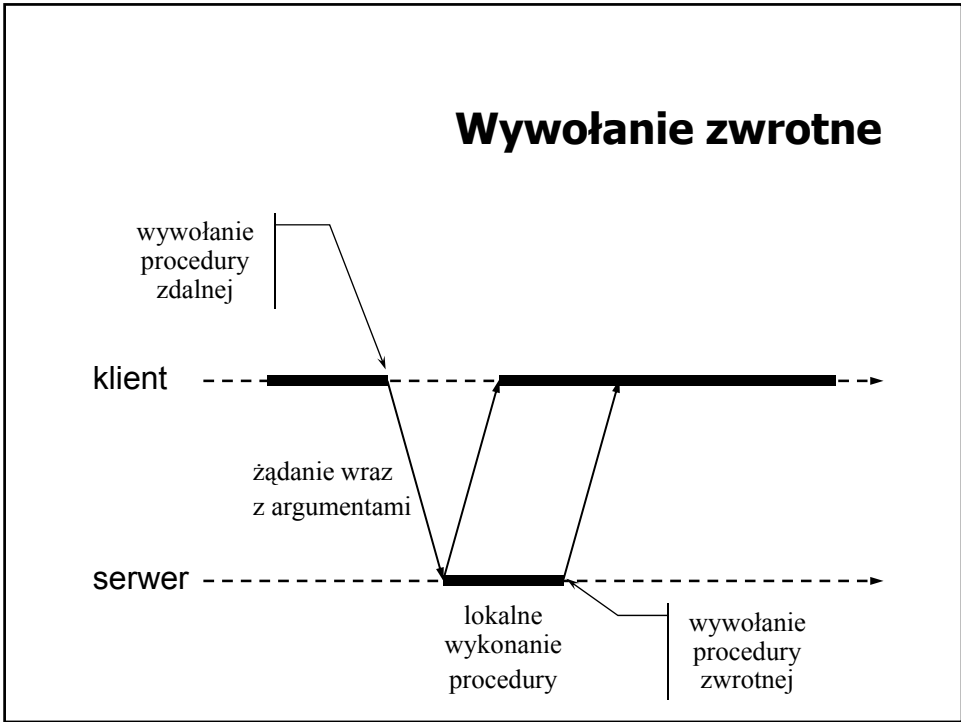 Wywołanie zwrotne
wywołanie
procedury
zdalnej
klient
żądanie wraz
z argumentami
serwer
lokalne
wykonanie
procedury
wywołanie
procedury
zwrotnej